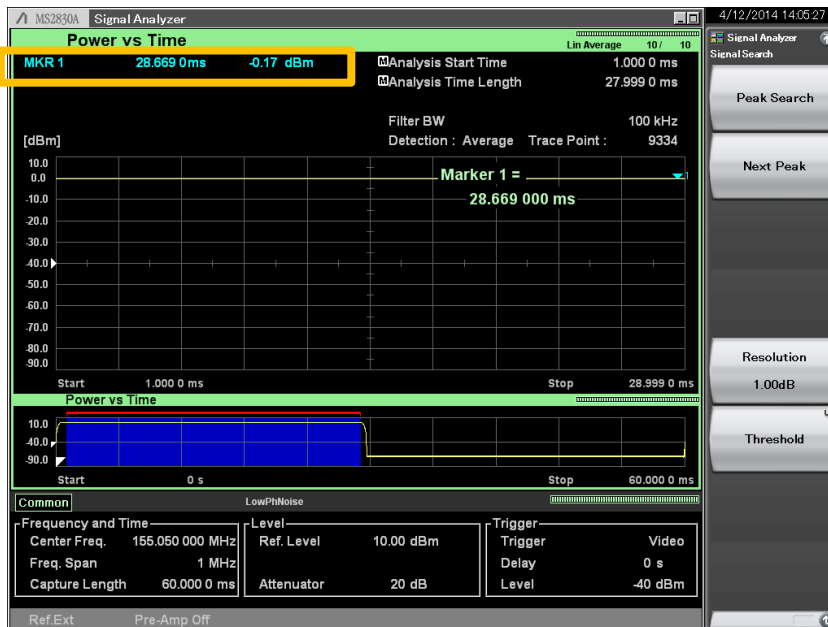 MS2830A Signal Analyzer
4/12/2014 14:05:27
Power vs Time
Lin Average 10 / 10
MKR 1 28.669 0ms -0.17 dBm
M Analysis Start Time 1.000 0 ms
M Analysis Time Length 27.999 0 ms
Filter BW 100 kHz
Detection : Average Trace Point : 9334
[dBm]
10.0
0.0
-10.0
-20.0
-30.0
-40.0
-50.0
-60.0
-70.0
-80.0
-90.0
Marker 1 =
28.669 000 ms
1
Start 1.000 0 ms Stop 28.999 0 ms
Power vs Time
10.0
-40.0
-90.0
Start 0 s Stop 60.000 0 ms
Common LowPhNoise
Frequency and Time
Center Freq. 155.050 000 MHz
Freq. Span 1 MHz
Capture Length 60.000 0 ms
Level
Ref. Level 10.00 dBm
Attenuator 20 dB
Trigger
Trigger Video
Delay 0 s
Level -40 dBm
Ref.Ext Pre-Amp Off
Signal Analyzer
Signal Search
Peak Search
Next Peak
Resolution
1.00dB
Threshold